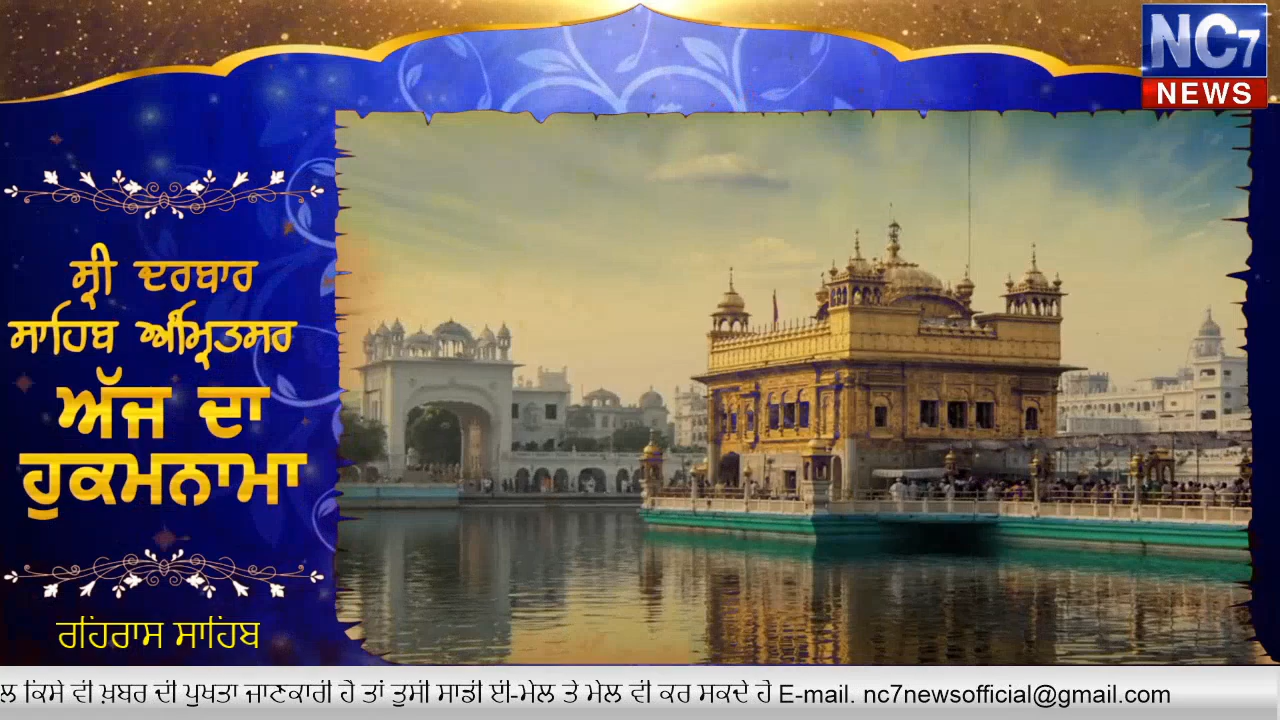 NC7
NEWS
ਸ੍ਰੀ ਦਰਬਾਰ
ਸਾਹਿਬ ਅੰਮ੍ਰਿਤਸਰ
ਅੱਜ ਦਾ
ਹੁਕਮਨਾਮਾ
ਰਹਿਰਾਸ ਸਾਹਿਬ
ਲ ਕਿਸੇ ਵੀ ਖ਼ਬਰ ਦੀ ਪੁਖਤਾ ਜਾਣਕਾਰੀ ਹੈ ਤਾਂ ਤੁਸੀਂ ਸਾਡੀ ਈ-ਮੇਲ ਤੇ ਮੇਲ ਵੀ ਕਰ ਸਕਦੇ ਹੋ E-mail. nc7newsofficial@gmail.com